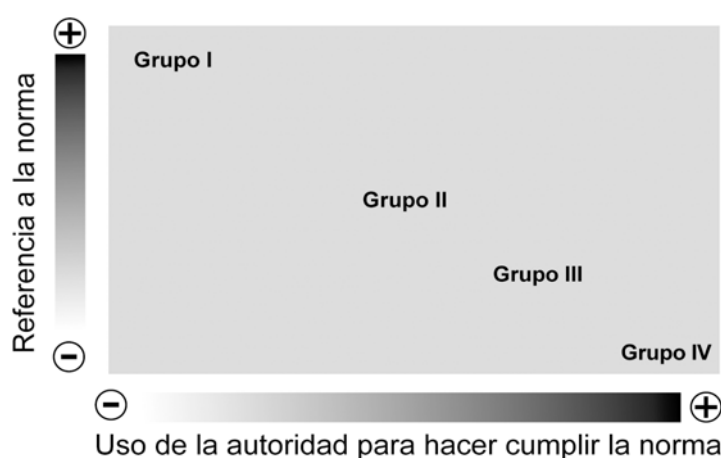 Grupo I
Grupo II
Grupo III
Grupo IV
Referencia a la norma
Uso de la autoridad para hacer cumplir la norma